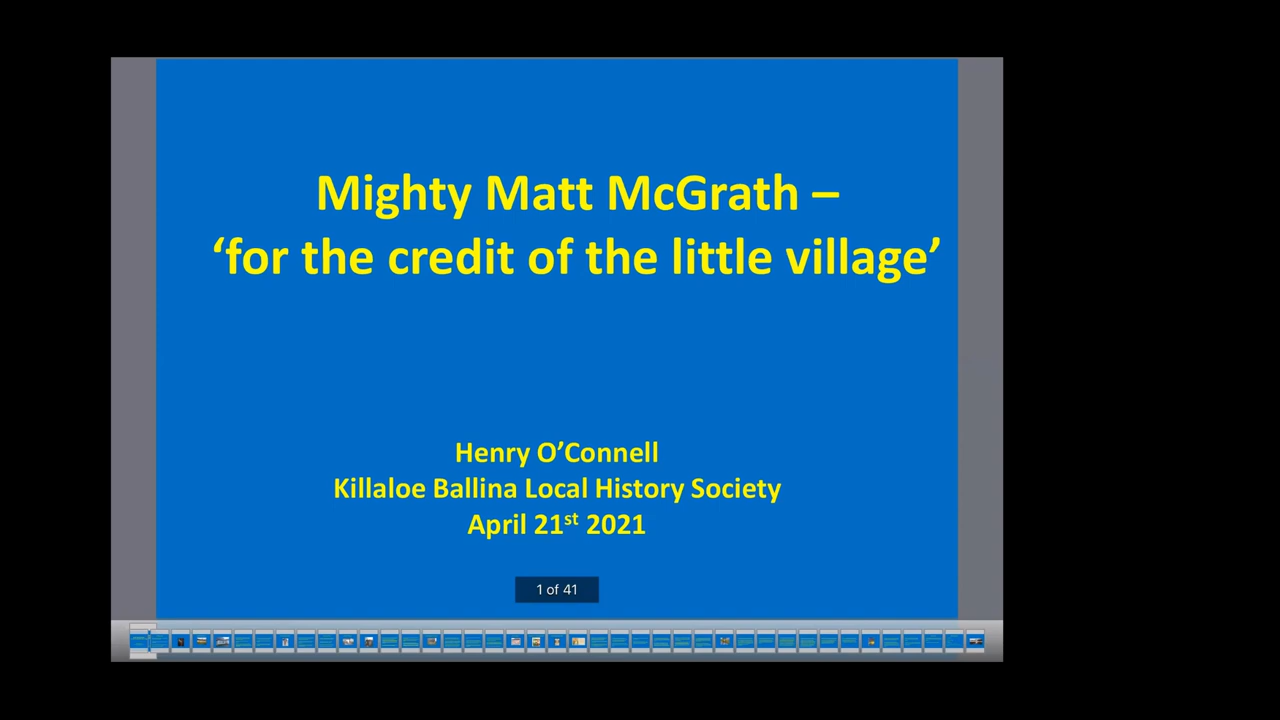 Mighty Matt McGrath –
‘for the credit of the little village’
Henry O’Connell
Killaloe Ballina Local History Society
April 21st 2021
1 of 41